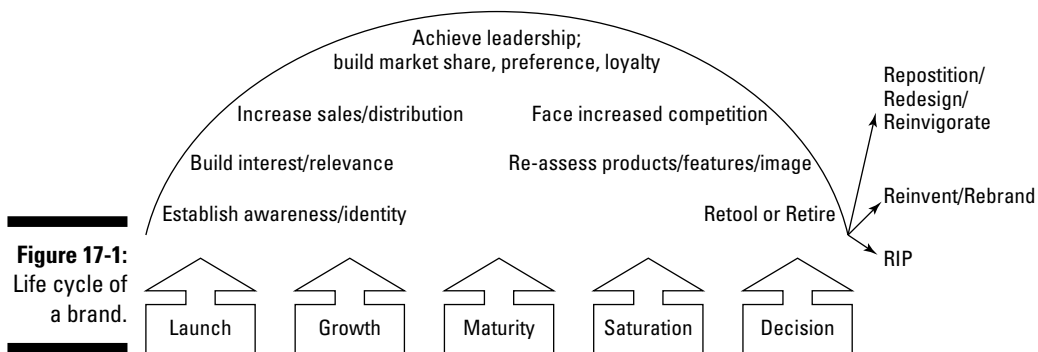 Achieve leadership;
build market share, preference, loyalty
Increase sales/distribution
Face increased competition
Build interest/relevance
Re-assess products/features/image
Establish awareness/identity
Retool or Retire
Repostition/
Redesign/
Reinvigorate
Reinvent/Rebrand
RIP
Figure 17-1:
Life cycle of
a brand.
Launch
Growth
Maturity
Saturation
Decision